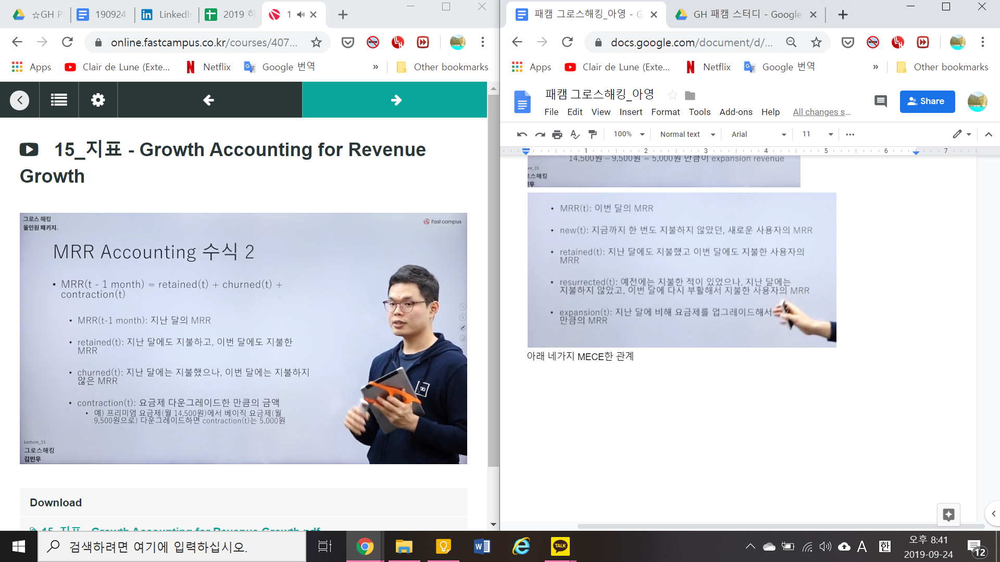 ☆GH P
190924
LinkedIn
2019 하
1
online.fastcampus.co.kr/courses/407...
Apps
Clair de Lune (Exte...
Netflix
Google 번역
»
Other bookmarks
15_지표 - Growth Accounting for Revenue
Growth
그로스 해킹
올인원 패키지.
Fast campus
MRR Accounting 수식 2
• MRR(t - 1 month) = retained(t) + churned(t) +
contraction(t)
• MRR(t-1 month): 지난 달의 MRR
• retained(t): 지난 달에도 지불하고, 이번 달에도 지불한
MRR
• churned(t): 지난 달에는 지불했으나, 이번 달에는 지불하지
않은 MRR
• contraction(t): 요금제 다운그레이드한 만큼의 금액
• 예) 프리미엄 요금제(월 14,500원)에서 베이직 요금제(월
9,500원으로) 다운그레이드하면 contraction(t)는 5,000원
Lecture_15
그로스해킹
김민우
Download
15_지표 - Growth Accounting for Revenue Growth.pdf
패캠 그로스해킹_아영 - G
GH 패캠 스터디 - Google
docs.google.com/document/d/...
Apps
Clair de Lune (Exte...
Netflix
Google 번역
»
Other bookmarks
패캠 그로스해킹_아영
File Edit View Insert Format Tools Add-ons Help All changes s...
Share
100% Normal text Arial 11
1 2 3 4 5 6 7
14,500원 – 9,500원 = 5,000원 만큼이 expansion revenue
re_15
로스해킹
민우
• MRR(t): 이번 달의 MRR
• new(t): 지금까지 한 번도 지불하지 않았던, 새로운 사용자의 MRR
• retained(t): 지난 달에도 지불했고 이번 달에도 지불한 사용자의
MRR
• resurrected(t): 예전에는 지불한 적이 있었으나, 지난 달에는
지불하지 않았고, 이번 달에 다시 부활해서 지불한 사용자의 MRR
• expansion(t): 지난 달에 비해 요금제를 업그레이드해서
만큼의 MRR
아래 네가지 MECE한 관계
검색하려면 여기에 입력하십시오.
TALK
A
한
오후 8:41
2019-09-24
12